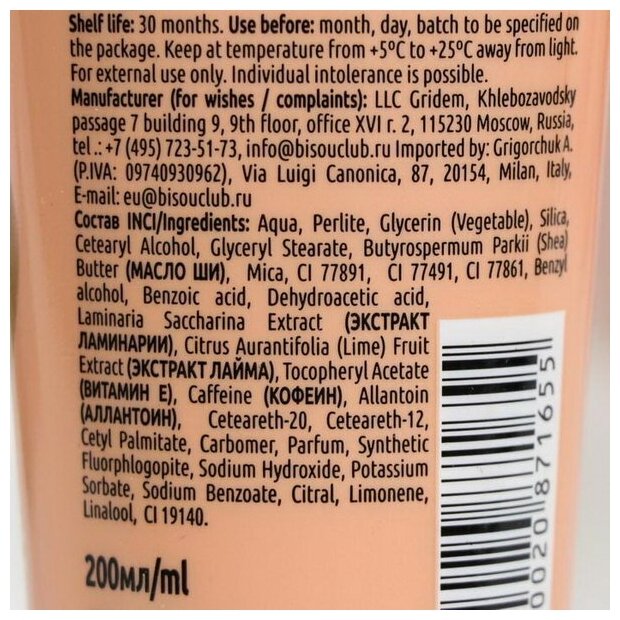 Shelf life: 30 months. Use before: month, day, batch to be specified on
the package. Keep at temperature from +5ºC to +25ºC away from light.
For external use only. Individual intolerance is possible.
Manufacturer (for wishes / complaints): LLC Gridem, Khlebozavodsky
passage 7 building 9, 9th floor, office XVI r. 2, 115230 Moscow, Russia,
tel .: +7 (495) 723-51-73, info@bisouclub.ru Imported by: Grigorchuk A.
(P.IVA: 09740930962), Via Luigi Canonica, 87, 20154, Milan, Italy,
E-mail: eu@bisouclub.ru
Состав INCI/Ingredients: Aqua, Perlite, Glycerin (Vegetable), Silica,
Cetearyl Alcohol, Glyceryl Stearate, Butyrospermum Parkii (Shea)
Butter (МАСЛО ШИ), Mica, CI 77891, CI 77491, CI 77861, Benzyl
alcohol, Benzoic acid, Dehydroacetic acid,
Laminaria Saccharina Extract (ЭКСТРАКТ
ЛАМИНАРИИ), Citrus Aurantifolia (Lime) Fruit
Extract (ЭКСТРАКТ ЛАЙМА), Tocopheryl Acetate
(ВИТАМИН Е), Caffeine (КОФЕИН), Allantoin
(АЛЛАНТОИН), Ceteareth-20, Ceteareth-12,
Cetyl Palmitate, Carbomer, Parfum, Synthetic
Fluorphlogopite, Sodium Hydroxide, Potassium
Sorbate, Sodium Benzoate, Citral, Limonene,
Linalool, CI 19140.
200мл/ml
0020871655